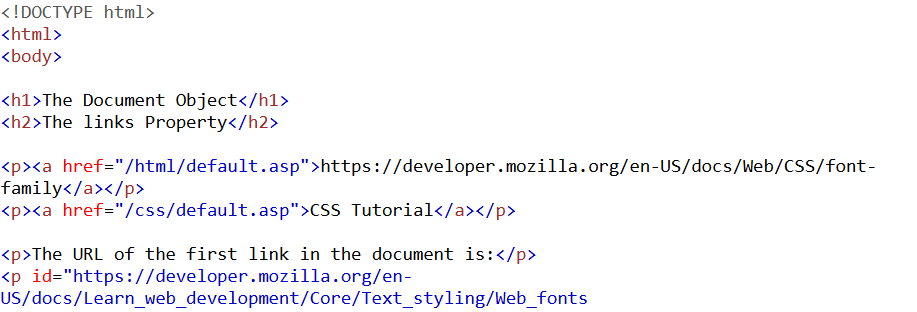 <!DOCTYPE html>
<html>
<body>
<h1>The Document Object</h1>
<h2>The links Property</h2>
<p><a href="/html/default.asp">https://developer.mozilla.org/en-US/docs/Web/CSS/font-
family</a></p>
<p><a href="/css/default.asp">CSS Tutorial</a></p>
<p>The URL of the first link in the document is:</p>
<p id="https://developer.mozilla.org/en-
US/docs/Learn_web_development/Core/Text_styling/Web_fonts